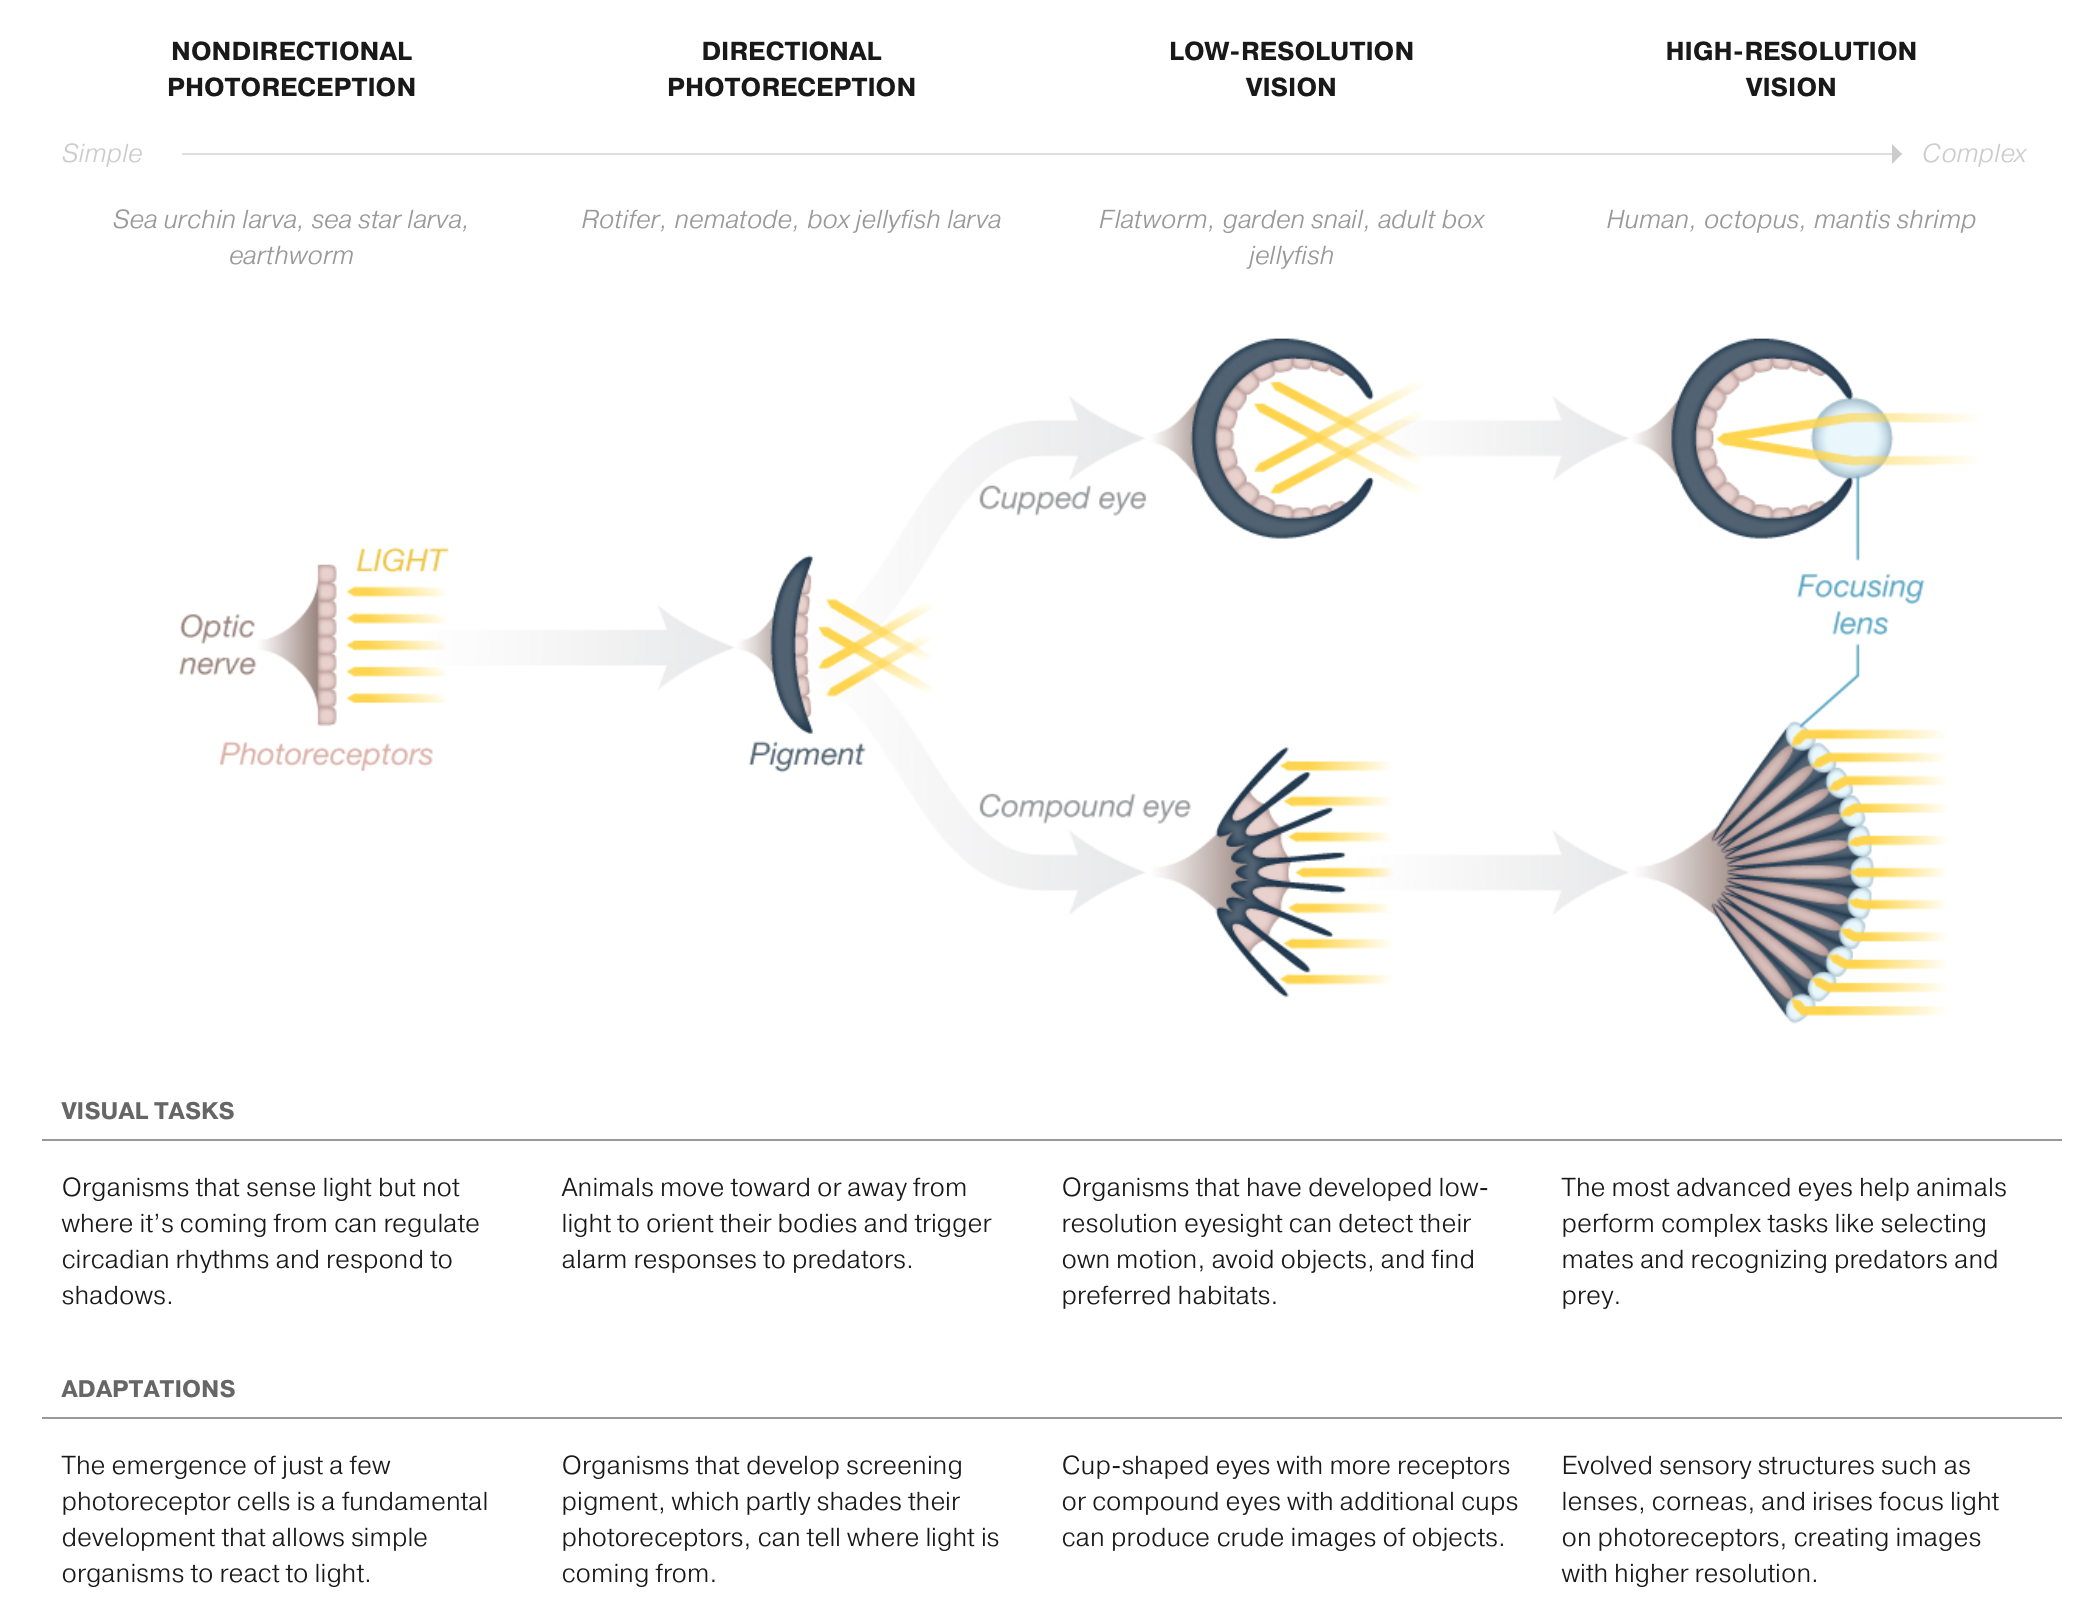 NONDIRECTIONAL
PHOTORECEPTION
DIRECTIONAL
PHOTORECEPTION
LOW-RESOLUTION
VISION
HIGH-RESOLUTION
VISION
Simple
Complex
Sea urchin larva, sea star larva,
earthworm
Rotifer, nematode, box jellyfish larva
Flatworm, garden snail, adult box
jellyfish
Human, octopus, mantis shrimp
Cupped eye
LIGHT
Optic
nerve
Photoreceptors
Pigment
Focusing
lens
Compound eye
VISUAL TASKS
Organisms that sense light but not
where it’s coming from can regulate
circadian rhythms and respond to
shadows.
Animals move toward or away from
light to orient their bodies and trigger
alarm responses to predators.
Organisms that have developed low-
resolution eyesight can detect their
own motion, avoid objects, and find
preferred habitats.
The most advanced eyes help animals
perform complex tasks like selecting
mates and recognizing predators and
prey.
ADAPTATIONS
The emergence of just a few
photoreceptor cells is a fundamental
development that allows simple
organisms to react to light.
Organisms that develop screening
pigment, which partly shades their
photoreceptors, can tell where light is
coming from.
Cup-shaped eyes with more receptors
or compound eyes with additional cups
can produce crude images of objects.
Evolved sensory structures such as
lenses, corneas, and irises focus light
on photoreceptors, creating images
with higher resolution.